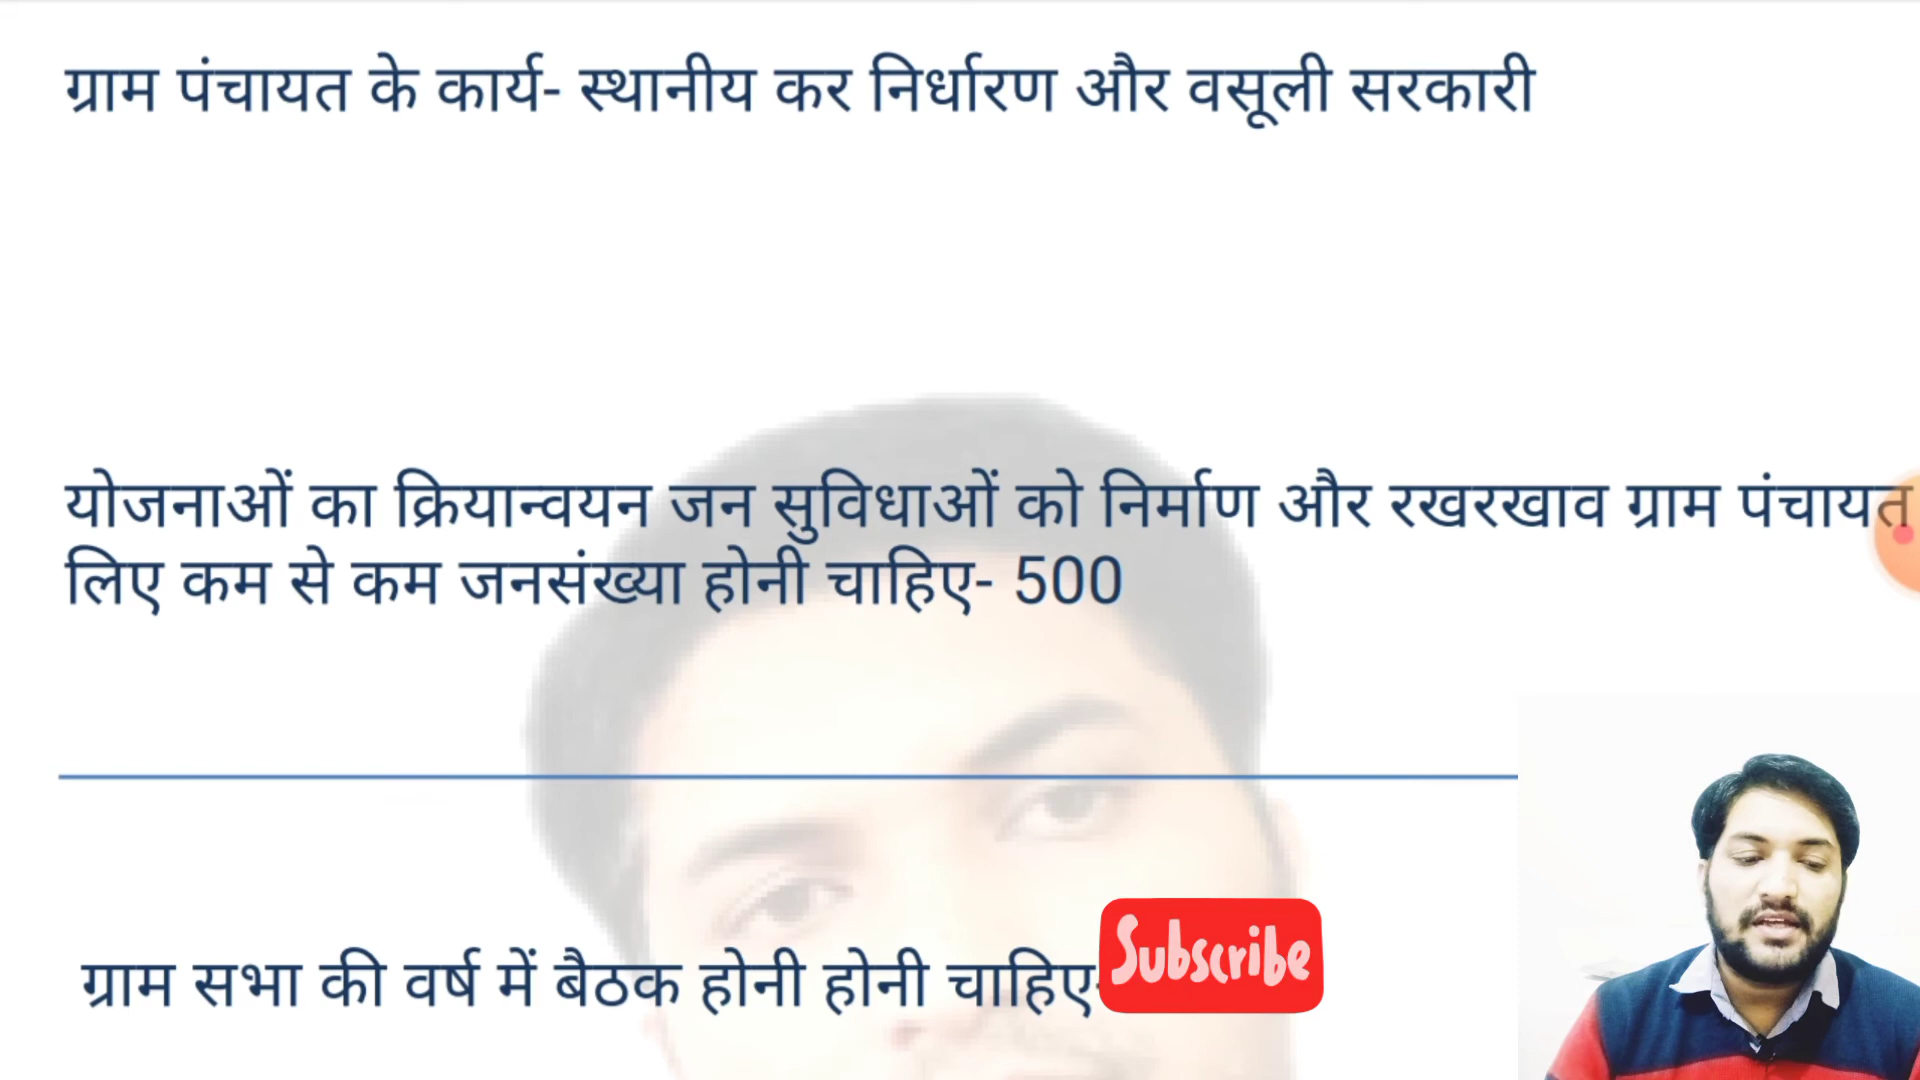 ग्राम पंचायत के कार्य- स्थानीय कर निर्धारण और वसूली सरकारी
योजनाओं का क्रियान्वयन जन सुविधाओं को निर्माण और रखरखाव ग्राम पंचायत
लिए कम से कम जनसंख्या होनी चाहिए- 500
ग्राम सभा की वर्ष में बैठक होनी होनी चाहिए-
Subscribe